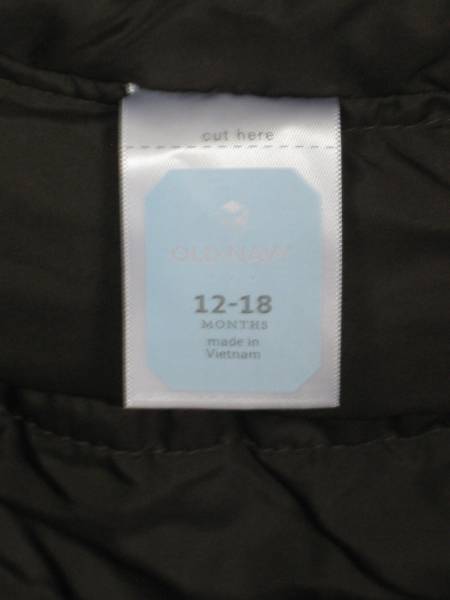 cut here
OLD NAVY
12-18
MONTHS
made in
Vietnam